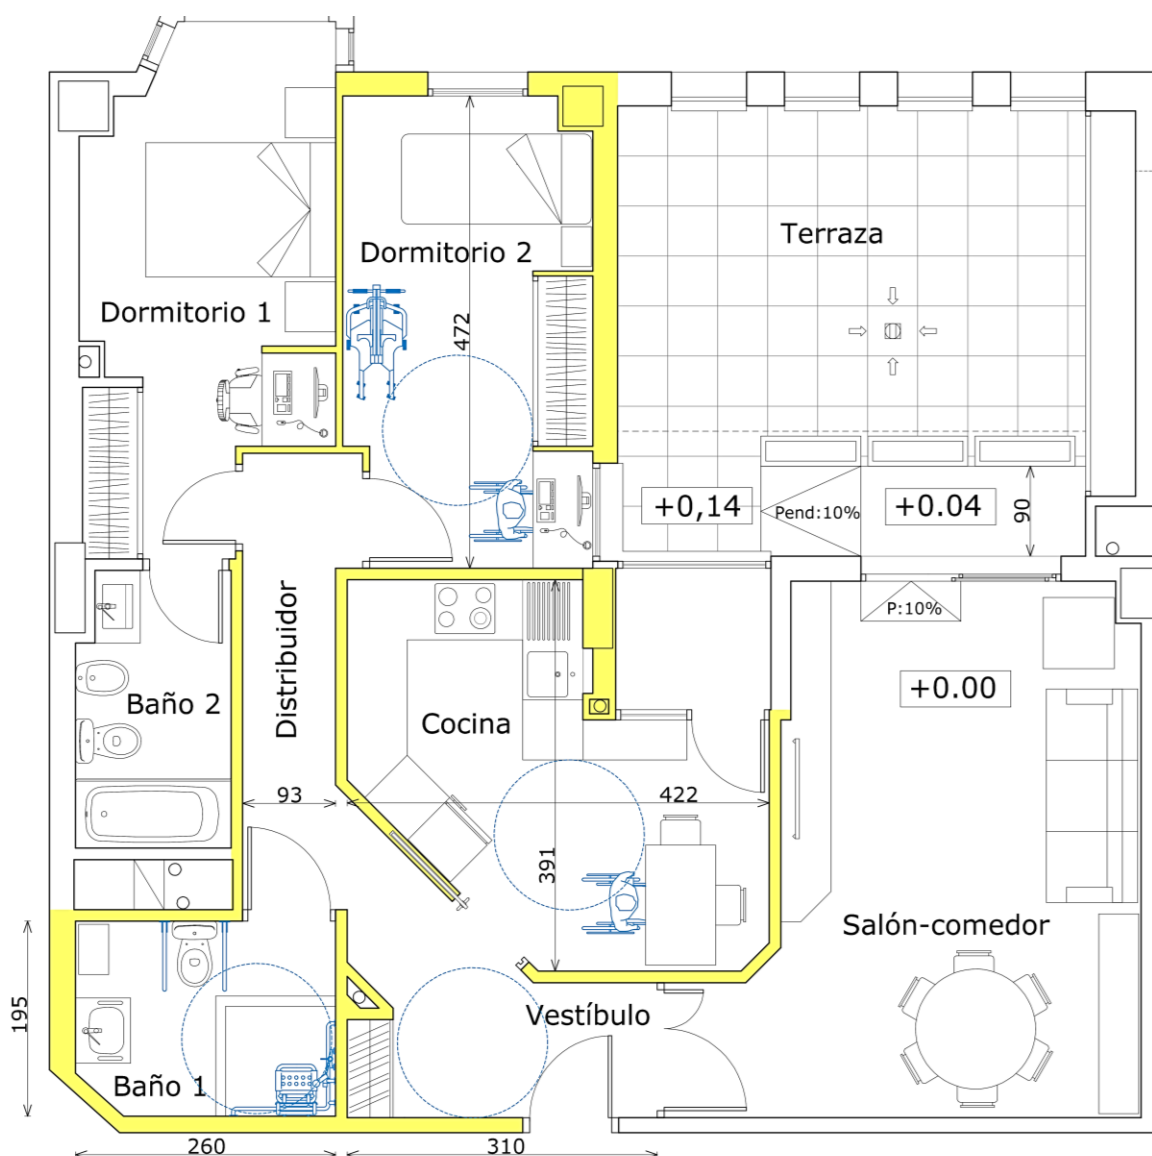 Terraza
Dormitorio 2
Dormitorio 1
472
+0,14
Pend:10%
+0.04
90
P:10%
Distribuidor
+0.00
Baño 2
Cocina
93
422
391
Salón-comedor
195
Vestíbulo
Baño 1
260
310